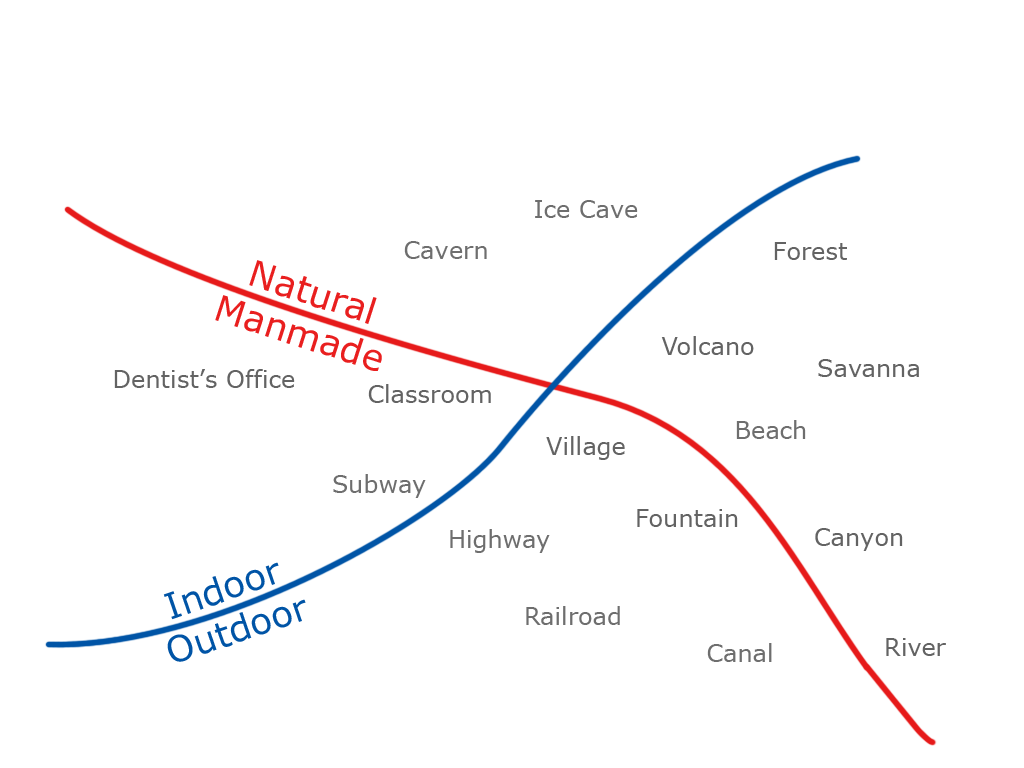 Ice Cave
Cavern
Forest
Natural
Manmade
Volcano
Savanna
Dentist’s Office
Classroom
Beach
Village
Subway
Fountain
Highway
Canyon
Indoor
Outdoor
Railroad
Canal
River